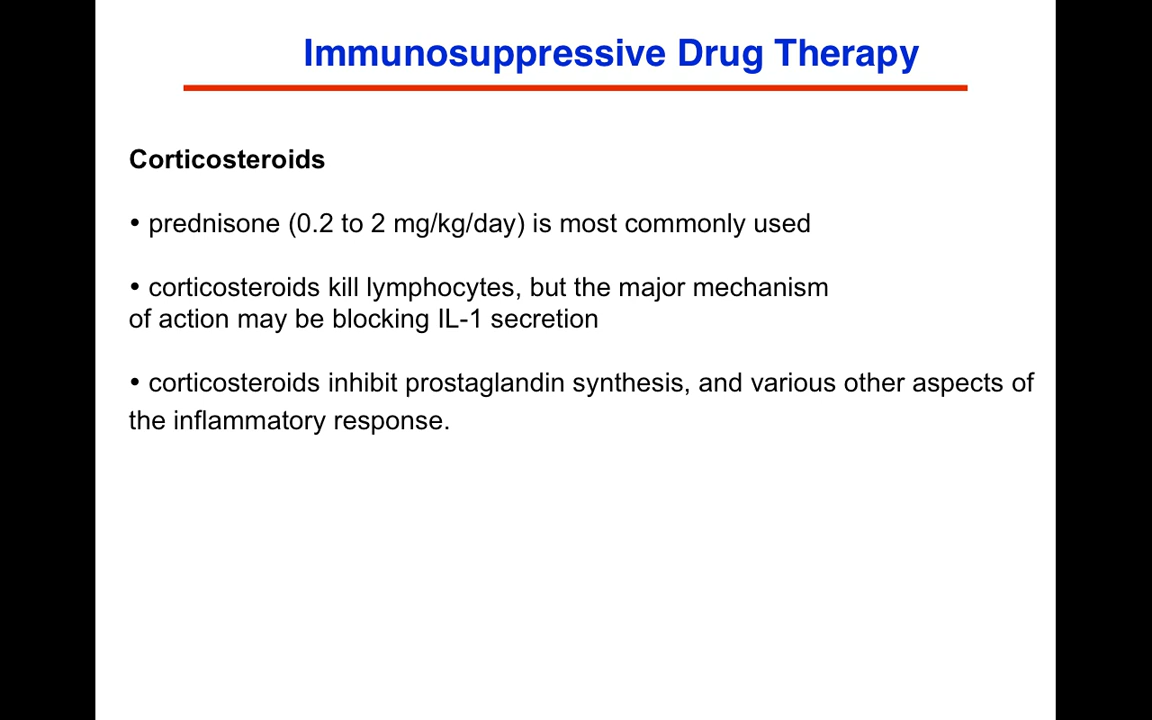 Immunosuppressive Drug Therapy
Corticosteroids
• prednisone (0.2 to 2 mg/kg/day) is most commonly used
• corticosteroids kill lymphocytes, but the major mechanism
of action may be blocking IL-1 secretion
• corticosteroids inhibit prostaglandin synthesis, and various other aspects of
the inflammatory response.